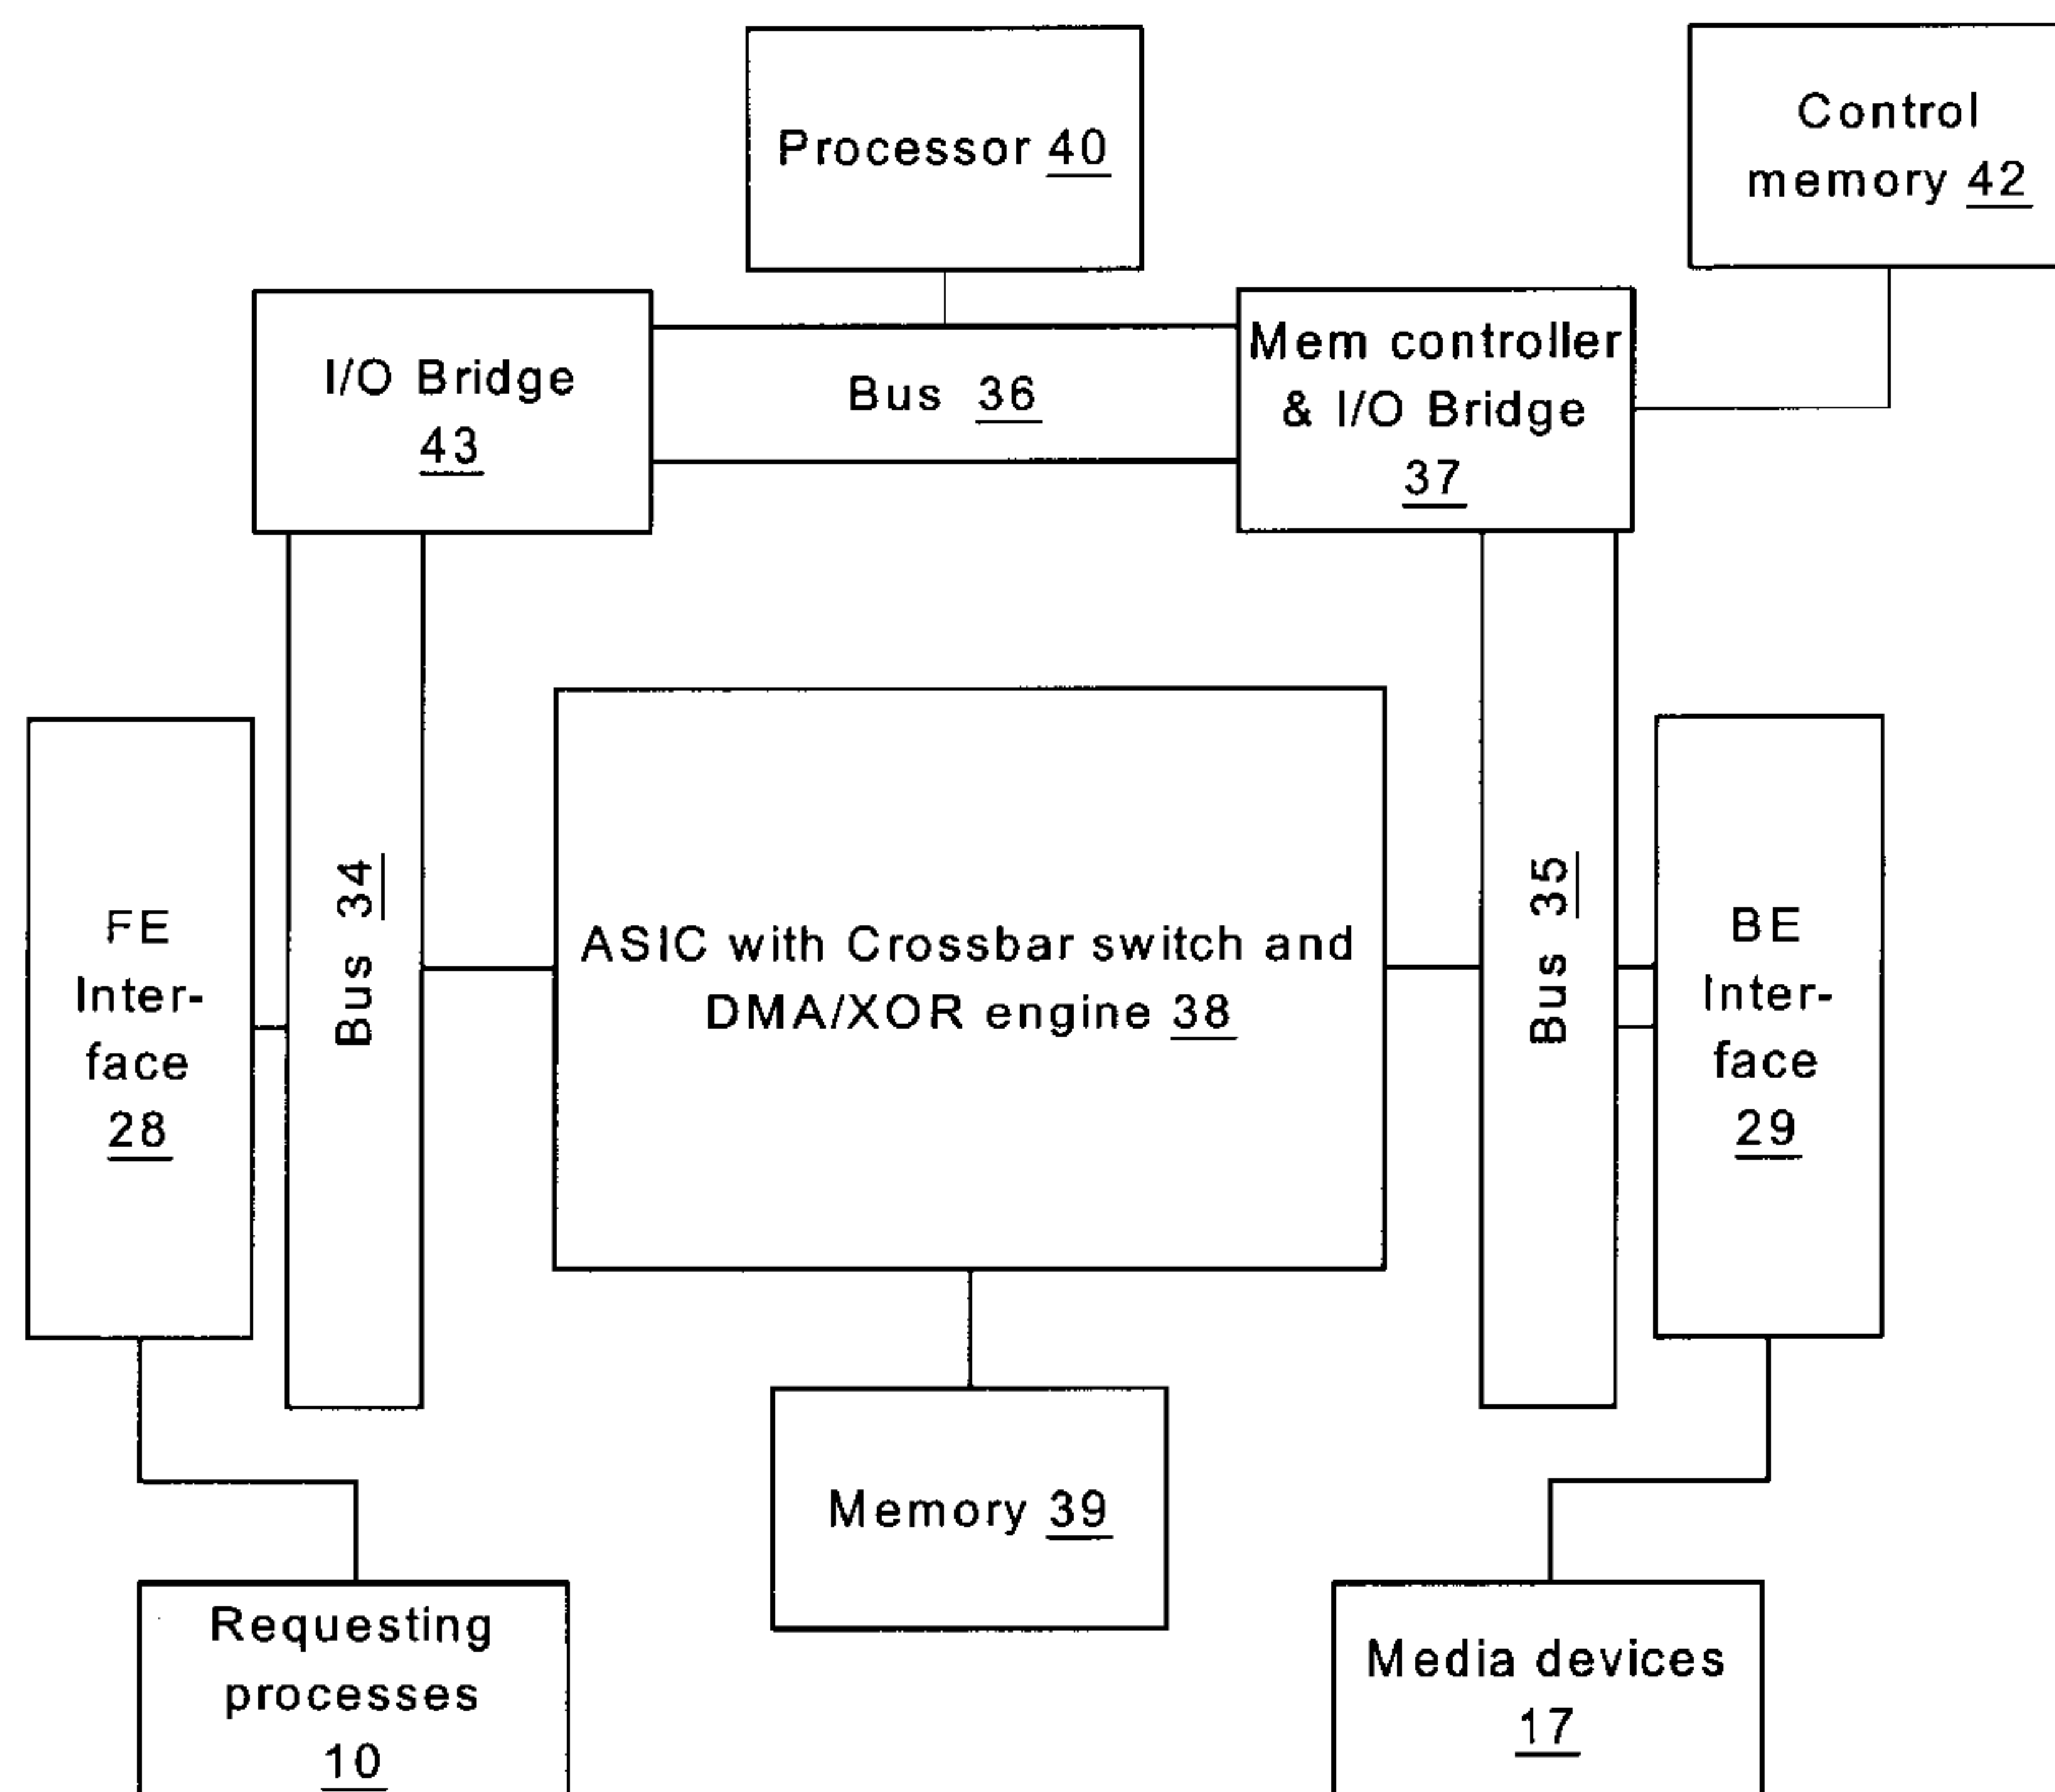 Processor 40
Control
memory 42
I/O Bridge
43
Bus 36
Mem controller
& I/O Bridge
37
FE
Inter-
face
28
Bus 34
ASIC with Crossbar switch and
DMA/XOR engine 38
Bus 35
BE
Inter-
face
29
Memory 39
Requesting
processes
10
Media devices
17